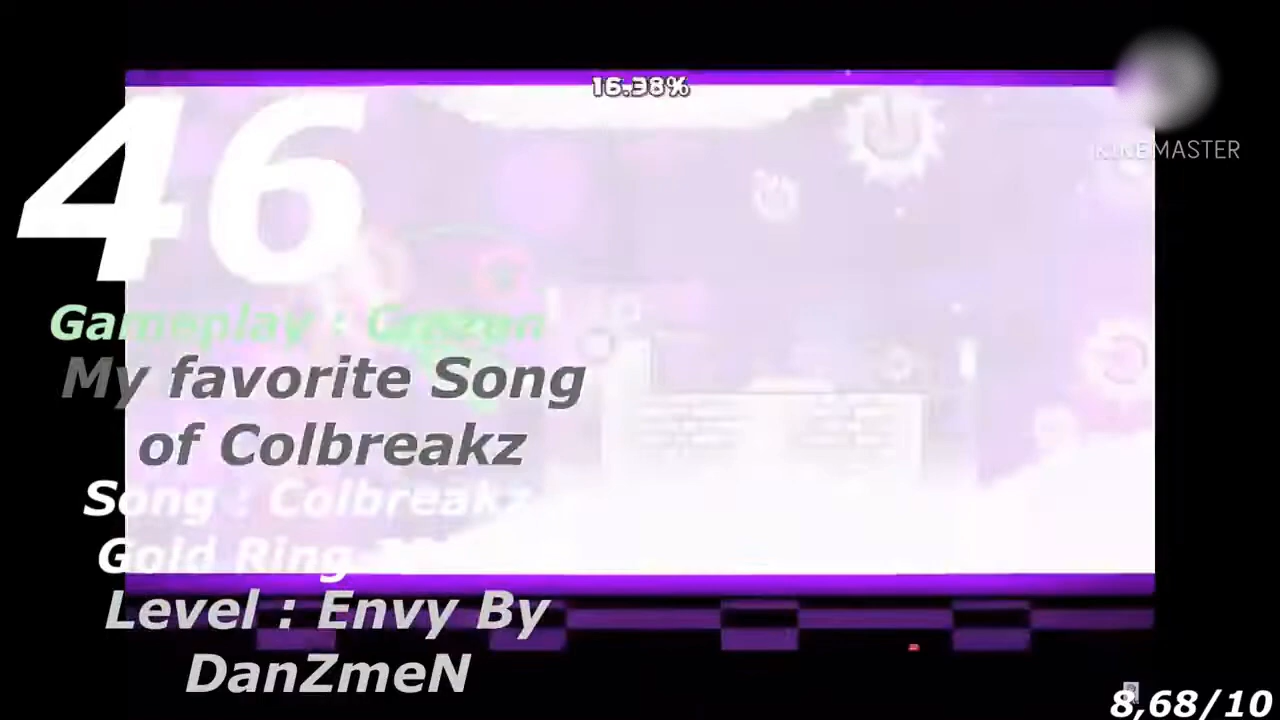 16.38%
46
KINEMASTER
Gameplay :
My favorite Song
of Colbreakz
Song : Colbreakz
Gold Ring
Level : Envy By
DanZmeN
8,68/10